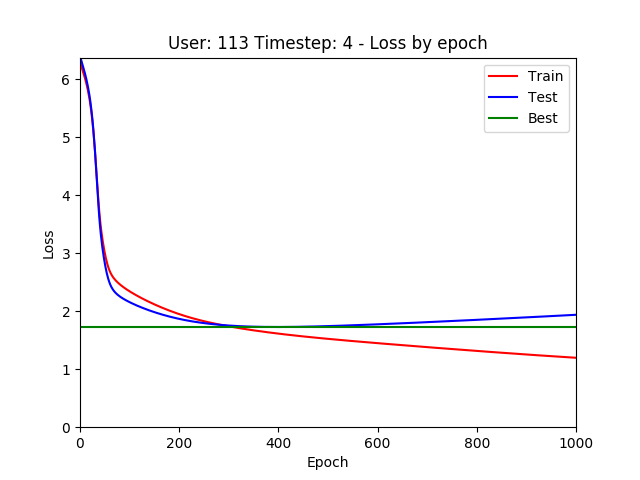 User: 113 Timestep: 4 - Loss by epoch
Train
Test
Best
6
5
4
3
2
1
0
Loss
0 200 400 600 800 1000
Epoch